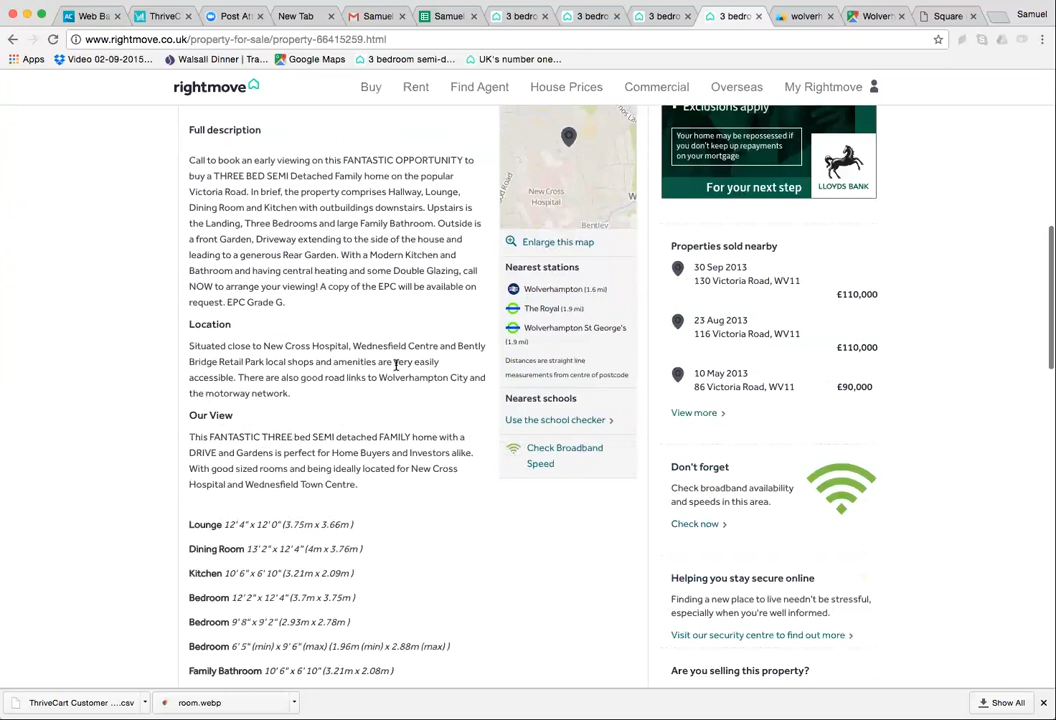 Web Ba
ThriveC
Post At
New Tab
Samuel
Samuel
3 bedro
3 bedro
3 bedro
3 bedro
wolverh
Wolverh
Square
Samuel
www.rightmove.co.uk/property-for-sale/property-66415259.html
Apps
Video 02-09-2015...
Walsall Dinner | Tra...
Google Maps
3 bedroom semi-d...
UK's number one...
rightmove
Buy
Rent
Find Agent
House Prices
Commercial
Overseas
My Rightmove
Full description
Call to book an early viewing on this FANTASTIC OPPORTUNITY to
buy a THREE BED SEMI Detached Family home on the popular
Victoria Road. In brief, the property comprises Hallway, Lounge,
Dining Room and Kitchen with outbuildings downstairs. Upstairs is
the Landing, Three Bedrooms and large Family Bathroom. Outside is
a front Garden, Driveway extending to the side of the house and
leading to a generous Rear Garden. With a Modern Kitchen and
Bathroom and having central heating and some Double Glazing, call
NOW to arrange your viewing! A copy of the EPC will be available on
request. EPC Grade G.
Location
Situated close to New Cross Hospital, Wednesfield Centre and Bently
Bridge Retail Park local shops and amenities are very easily
accessible. There are also good road links to Wolverhampton City and
the motorway network.
Our View
This FANTASTIC THREE bed SEMI detached FAMILY home with a
DRIVE and Gardens is perfect for Home Buyers and Investors alike.
With good sized rooms and being ideally located for New Cross
Hospital and Wednesfield Town Centre.
Lounge 12' 4" x 12' 0" (3.75m x 3.66m )
Dining Room 13' 2" x 12' 4" (4m x 3.76m )
Kitchen 10' 6" x 6' 10" (3.21m x 2.09m )
Bedroom 12' 2" x 12' 4" (3.7m x 3.75m )
Bedroom 9' 8" x 9' 2" (2.93m x 2.78m )
Bedroom 6' 5" (min) x 9' 6" (max) (1.96m (min) x 2.88m (max) )
Family Bathroom 10' 6" x 6' 10" (3.21m x 2.08m )
New Cross
Hospital
Bentley
Enlarge this map
Nearest stations
Wolverhampton (1.6 mi)
The Royal (1.9 mi)
Wolverhampton St George's
(1.9 mi)
Distances are straight line
measurements from centre of postcode
Nearest schools
Use the school checker >
Check Broadband
Speed
• Exclusions apply
Your home may be repossessed if
you don't keep up repayments
on your mortgage
LLOYDS BANK
For your next step
Properties sold nearby
30 Sep 2013
130 Victoria Road, WV11
£110,000
23 Aug 2013
116 Victoria Road, WV11
£110,000
10 May 2013
86 Victoria Road, WV11
£90,000
View more >
Don't forget
Check broadband availability
and speeds in this area.
Check now >
Helping you stay secure online
Finding a new place to live needn't be stressful,
especially when you're well informed.
Visit our security centre to find out more >
Are you selling this property?
ThriveCart Customer ....csv
room.webp
Show All